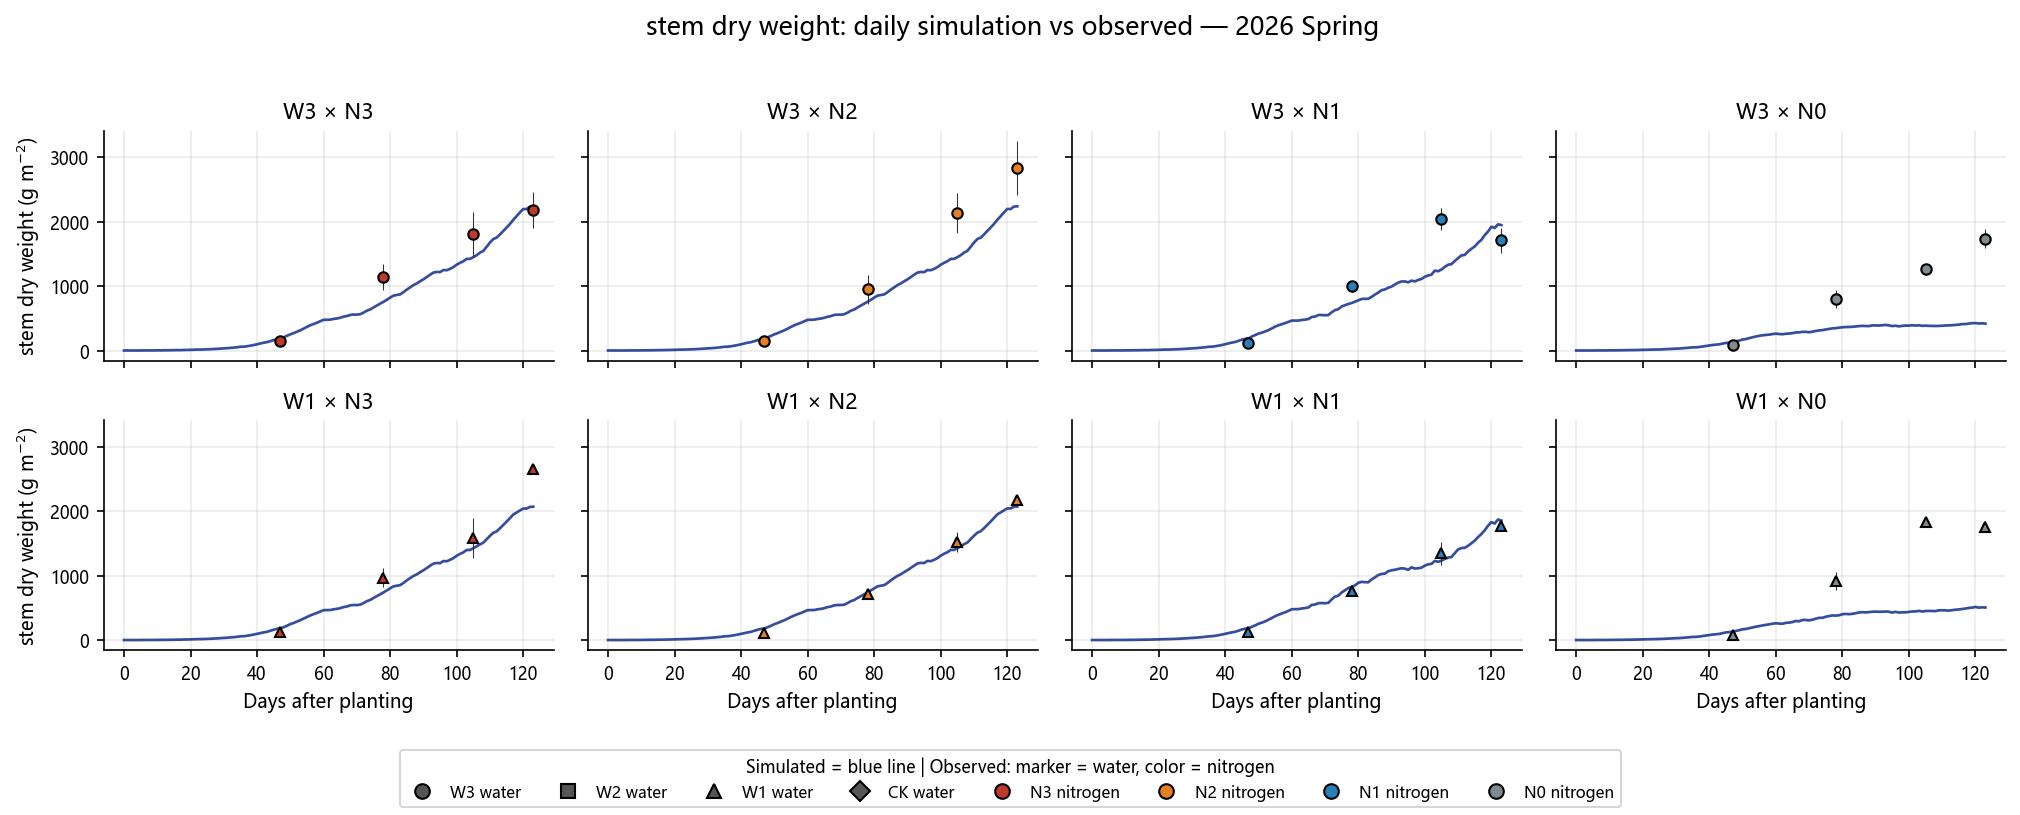 stem dry weight: daily simulation vs observed — 2026 Spring
W3 × N3
W3 × N2
W3 × N1
W3 × N0
stem dry weight (g m⁻²)
3000
2000
1000
0
W1 × N3
W1 × N2
W1 × N1
W1 × N0
stem dry weight (g m⁻²)
3000
2000
1000
0
0 20 40 60 80 100 120
0 20 40 60 80 100 120
0 20 40 60 80 100 120
0 20 40 60 80 100 120
Days after planting
Days after planting
Days after planting
Days after planting
Simulated = blue line | Observed: marker = water, color = nitrogen
W3 water W2 water W1 water CK water N3 nitrogen N2 nitrogen N1 nitrogen N0 nitrogen